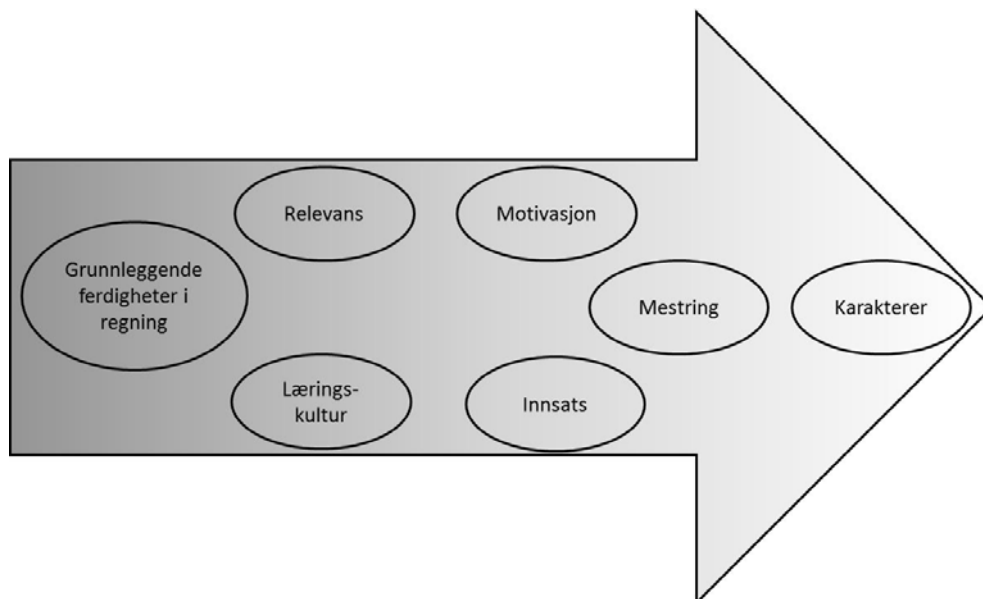 Grunnleggende
ferdigheter i
regning
Relevans
Lærings-
kultur
Motivasjon
Innsats
Mestring
Karakterer